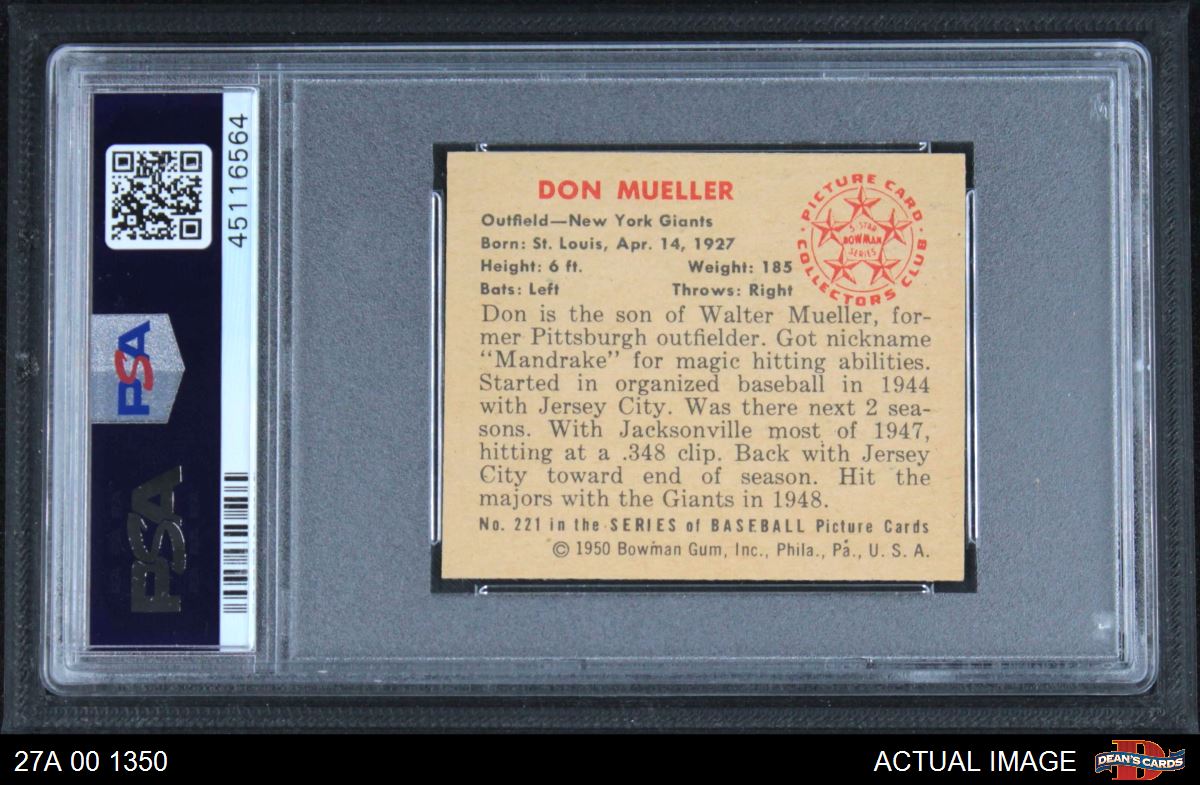 45116564
PSA
PSA
DON MUELLER
Outfield—New York Giants
Born: St. Louis, Apr. 14, 1927
Height: 6 ft. Weight: 185
Bats: Left Throws: Right
PICTURE CARD COLLECTORS CLUB
5-STAR
BOWMAN
SERIES
Don is the son of Walter Mueller, for-
mer Pittsburgh outfielder. Got nickname
"Mandrake" for magic hitting abilities.
Started in organized baseball in 1944
with Jersey City. Was there next 2 sea-
sons. With Jacksonville most of 1947,
hitting at a .348 clip. Back with Jersey
City toward end of season. Hit the
majors with the Giants in 1948.
No. 221 in the SERIES of BASEBALL Picture Cards
© 1950 Bowman Gum, Inc., Phila., Pa., U. S. A.
27A 00 1350
ACTUAL IMAGE
D
DEAN'S CARDS